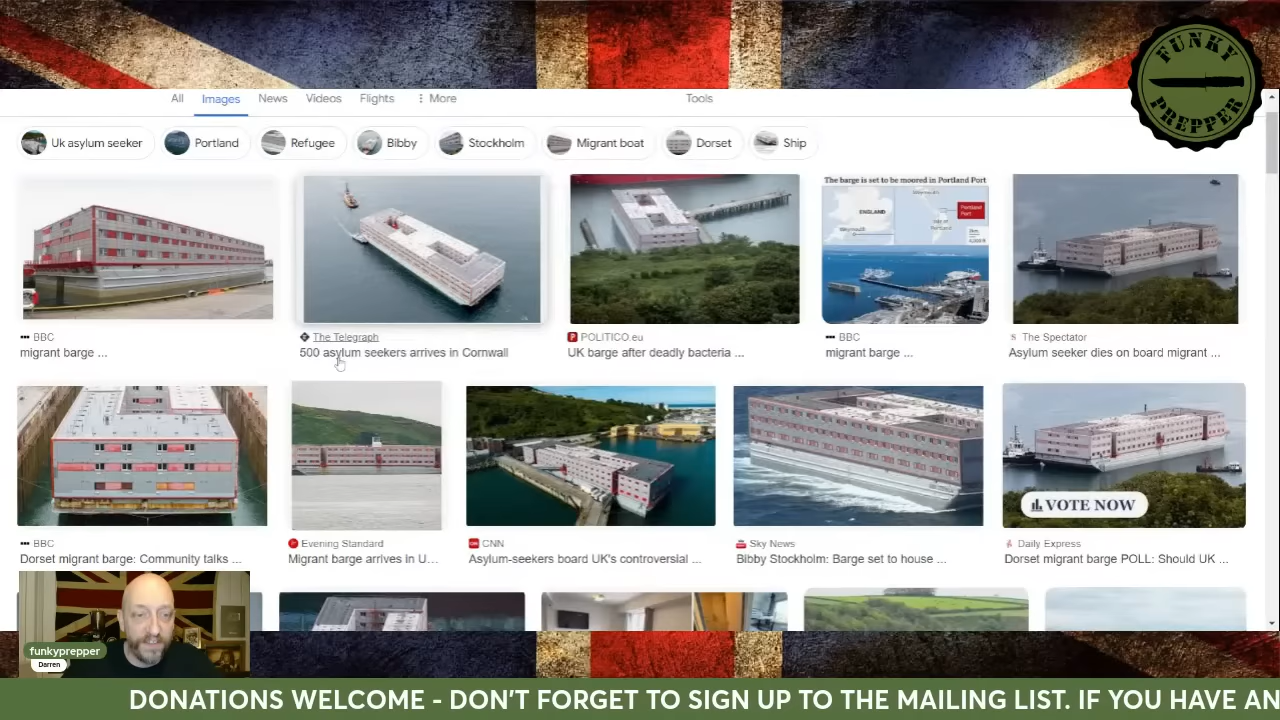 FUNKY
PREPPER
All Images News Videos Flights More Tools
Uk asylum seeker Portland Refugee Bibby Stockholm Migrant boat Dorset Ship
The barge is set to be moored in Portland Port
ENGLAND
Portland Port
BBC
migrant barge ...
The Telegraph
500 asylum seekers arrives in Cornwall
POLITICO.eu
UK barge after deadly bacteria ...
BBC
migrant barge ...
The Spectator
Asylum seeker dies on board migrant ...
VOTE NOW
BBC
Dorset migrant barge: Community talks ...
Evening Standard
Migrant barge arrives in U...
CNN
Asylum-seekers board UK's controversial ...
Sky News
Bibby Stockholm: Barge set to house ...
Daily Express
Dorset migrant barge POLL: Should UK ...
funkyprepper
Darren
DONATIONS WELCOME - DON'T FORGET TO SIGN UP TO THE MAILING LIST. IF YOU HAVE AN